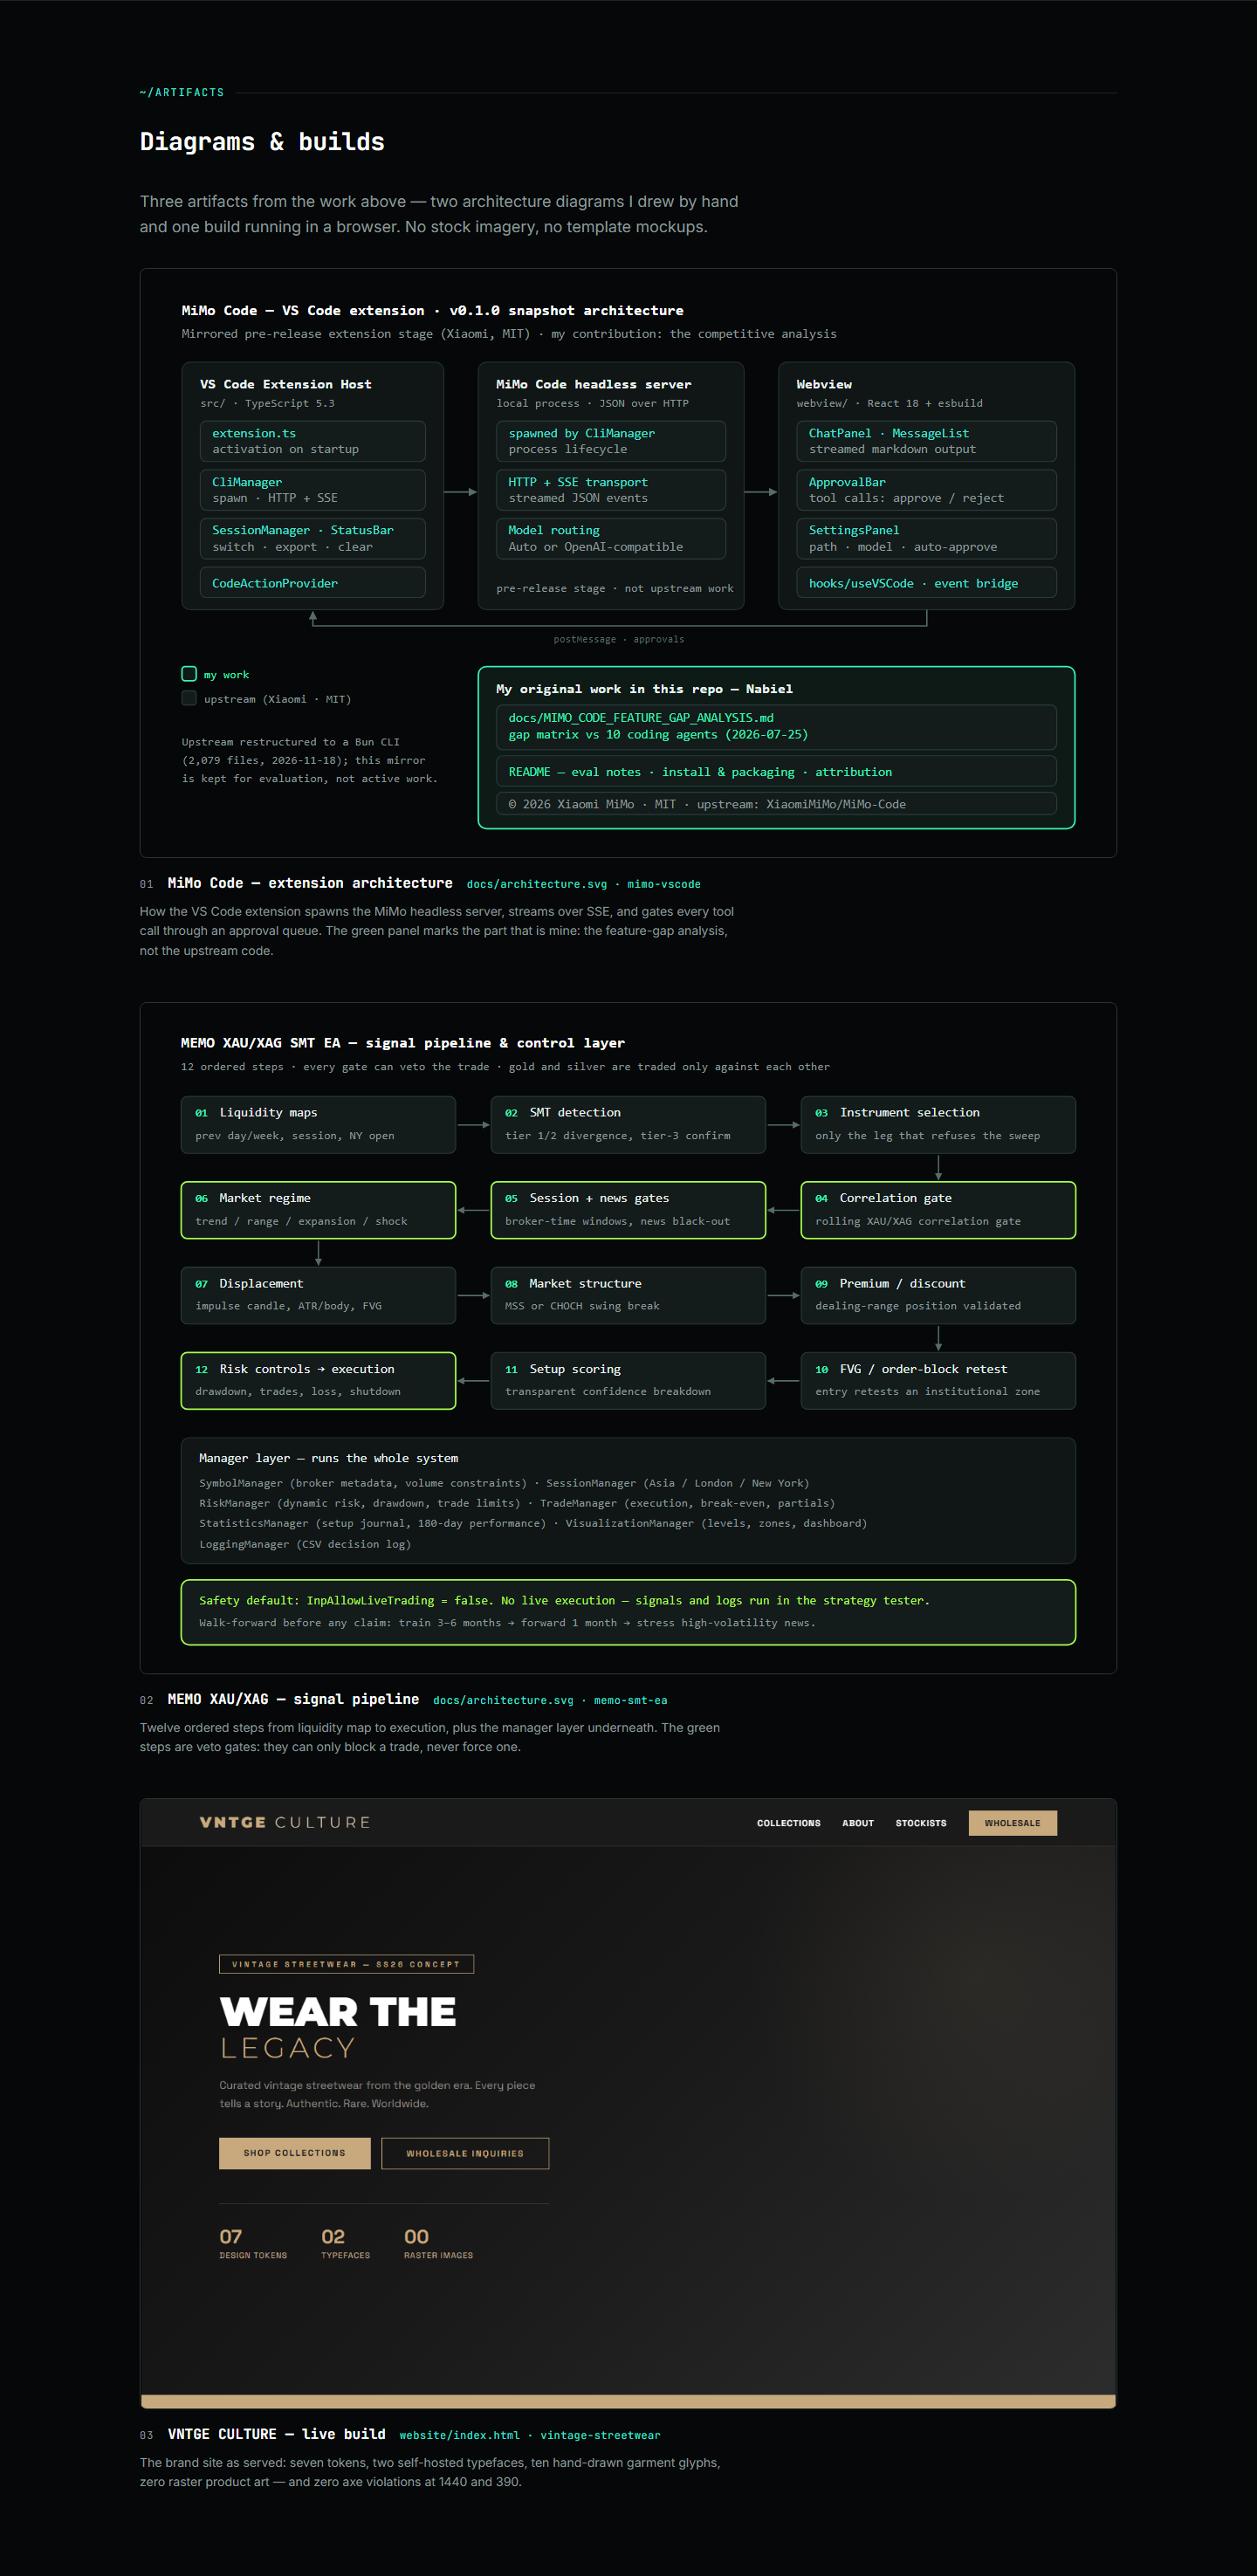 ~/ARTIFACTS
Diagrams & builds
Three artifacts from the work above — two architecture diagrams I drew by hand
and one build running in a browser. No stock imagery, no template mockups.
MiMo Code — VS Code extension · v0.1.0 snapshot architecture
Mirrored pre-release extension stage (Xiaomi, MIT) · my contribution: the competitive analysis
VS Code Extension Host
src/ · TypeScript 5.3
extension.ts
activation on startup
CliManager
spawn · HTTP + SSE
SessionManager · StatusBar
switch · export · clear
CodeActionProvider
MiMo Code headless server
local process · JSON over HTTP
spawned by CliManager
process lifecycle
HTTP + SSE transport
streamed JSON events
Model routing
Auto or OpenAI-compatible
pre-release stage · not upstream work
Webview
webview/ · React 18 + esbuild
ChatPanel · MessageList
streamed markdown output
ApprovalBar
tool calls: approve / reject
SettingsPanel
path · model · auto-approve
hooks/useVSCode · event bridge
postMessage · approvals
my work
upstream (Xiaomi · MIT)
Upstream restructured to a Bun CLI
(2,079 files, 2026-11-18); this mirror
is kept for evaluation, not active work.
My original work in this repo — Nabiel
docs/MIMO_CODE_FEATURE_GAP_ANALYSIS.md
gap matrix vs 10 coding agents (2026-07-25)
README — eval notes · install & packaging · attribution
© 2026 Xiaomi MiMo · MIT · upstream: XiaomiMiMo/MiMo-Code
01 MiMo Code — extension architecture docs/architecture.svg · mimo-vscode
How the VS Code extension spawns the MiMo headless server, streams over SSE, and gates every tool
call through an approval queue. The green panel marks the part that is mine: the feature-gap analysis,
not the upstream code.
MEMO XAU/XAG SMT EA — signal pipeline & control layer
12 ordered steps · every gate can veto the trade · gold and silver are traded only against each other
01 Liquidity maps
prev day/week, session, NY open
02 SMT detection
tier 1/2 divergence, tier-3 confirm
03 Instrument selection
only the leg that refuses the sweep
06 Market regime
trend / range / expansion / shock
05 Session + news gates
broker-time windows, news black-out
04 Correlation gate
rolling XAU/XAG correlation gate
07 Displacement
impulse candle, ATR/body, FVG
08 Market structure
MSS or CHOCH swing break
09 Premium / discount
dealing-range position validated
12 Risk controls → execution
drawdown, trades, loss, shutdown
11 Setup scoring
transparent confidence breakdown
10 FVG / order-block retest
entry retests an institutional zone
Manager layer — runs the whole system
SymbolManager (broker metadata, volume constraints) · SessionManager (Asia / London / New York)
RiskManager (dynamic risk, drawdown, trade limits) · TradeManager (execution, break-even, partials)
StatisticsManager (setup journal, 180-day performance) · VisualizationManager (levels, zones, dashboard)
LoggingManager (CSV decision log)
Safety default: InpAllowLiveTrading = false. No live execution — signals and logs run in the strategy tester.
Walk-forward before any claim: train 3–6 months → forward 1 month → stress high-volatility news.
02 MEMO XAU/XAG — signal pipeline docs/architecture.svg · memo-smt-ea
Twelve ordered steps from liquidity map to execution, plus the manager layer underneath. The green
steps are veto gates: they can only block a trade, never force one.
VNTGE CULTURE
COLLECTIONS ABOUT STOCKISTS WHOLESALE
VINTAGE STREETWEAR — SS26 CONCEPT
WEAR THE
LEGACY
Curated vintage streetwear from the golden era. Every piece
tells a story. Authentic. Rare. Worldwide.
SHOP COLLECTIONS WHOLESALE INQUIRIES
07 02 00
DESIGN TOKENS TYPEFACES RASTER IMAGES
03 VNTGE CULTURE — live build website/index.html · vintage-streetwear
The brand site as served: seven tokens, two self-hosted typefaces, ten hand-drawn garment glyphs,
zero raster product art — and zero axe violations at 1440 and 390.